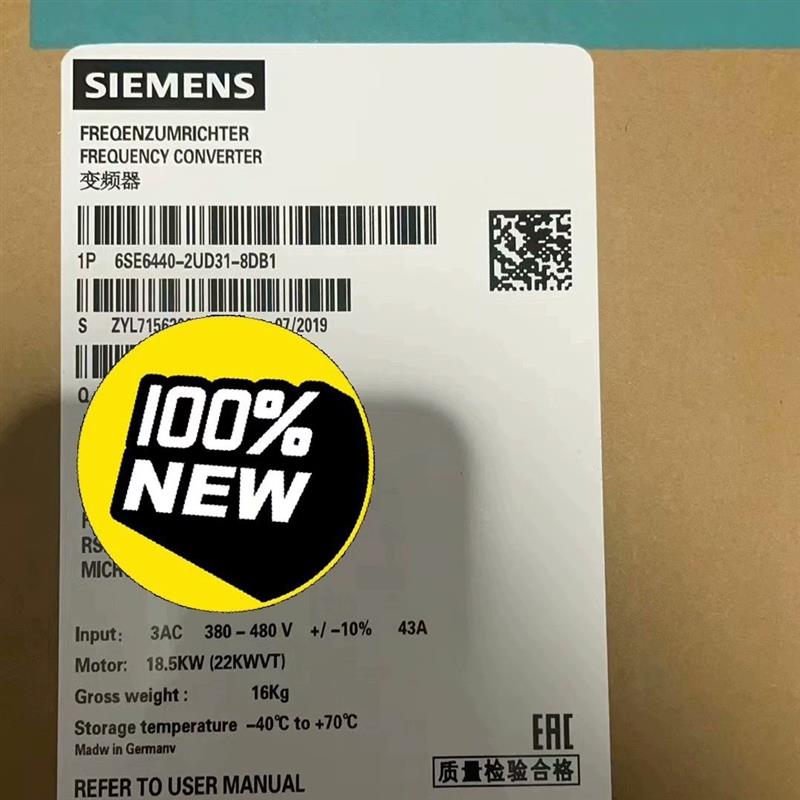 SIEMENS
FREQENZUMRICHTER
FREQUENCY CONVERTER
变频器
1P 6SE6440-2UD31-8DB1
S ZYL7156 07/2019
Q
100%
NEW
RS
MICR
Input: 3AC 380-480 V +/-10% 43A
Motor: 18.5KW (22KWVT)
Gross weight: 16Kg
Storage temperature -40℃ to +70℃
Madw in Germanv
EAC
质量检验合格
REFER TO USER MANUAL